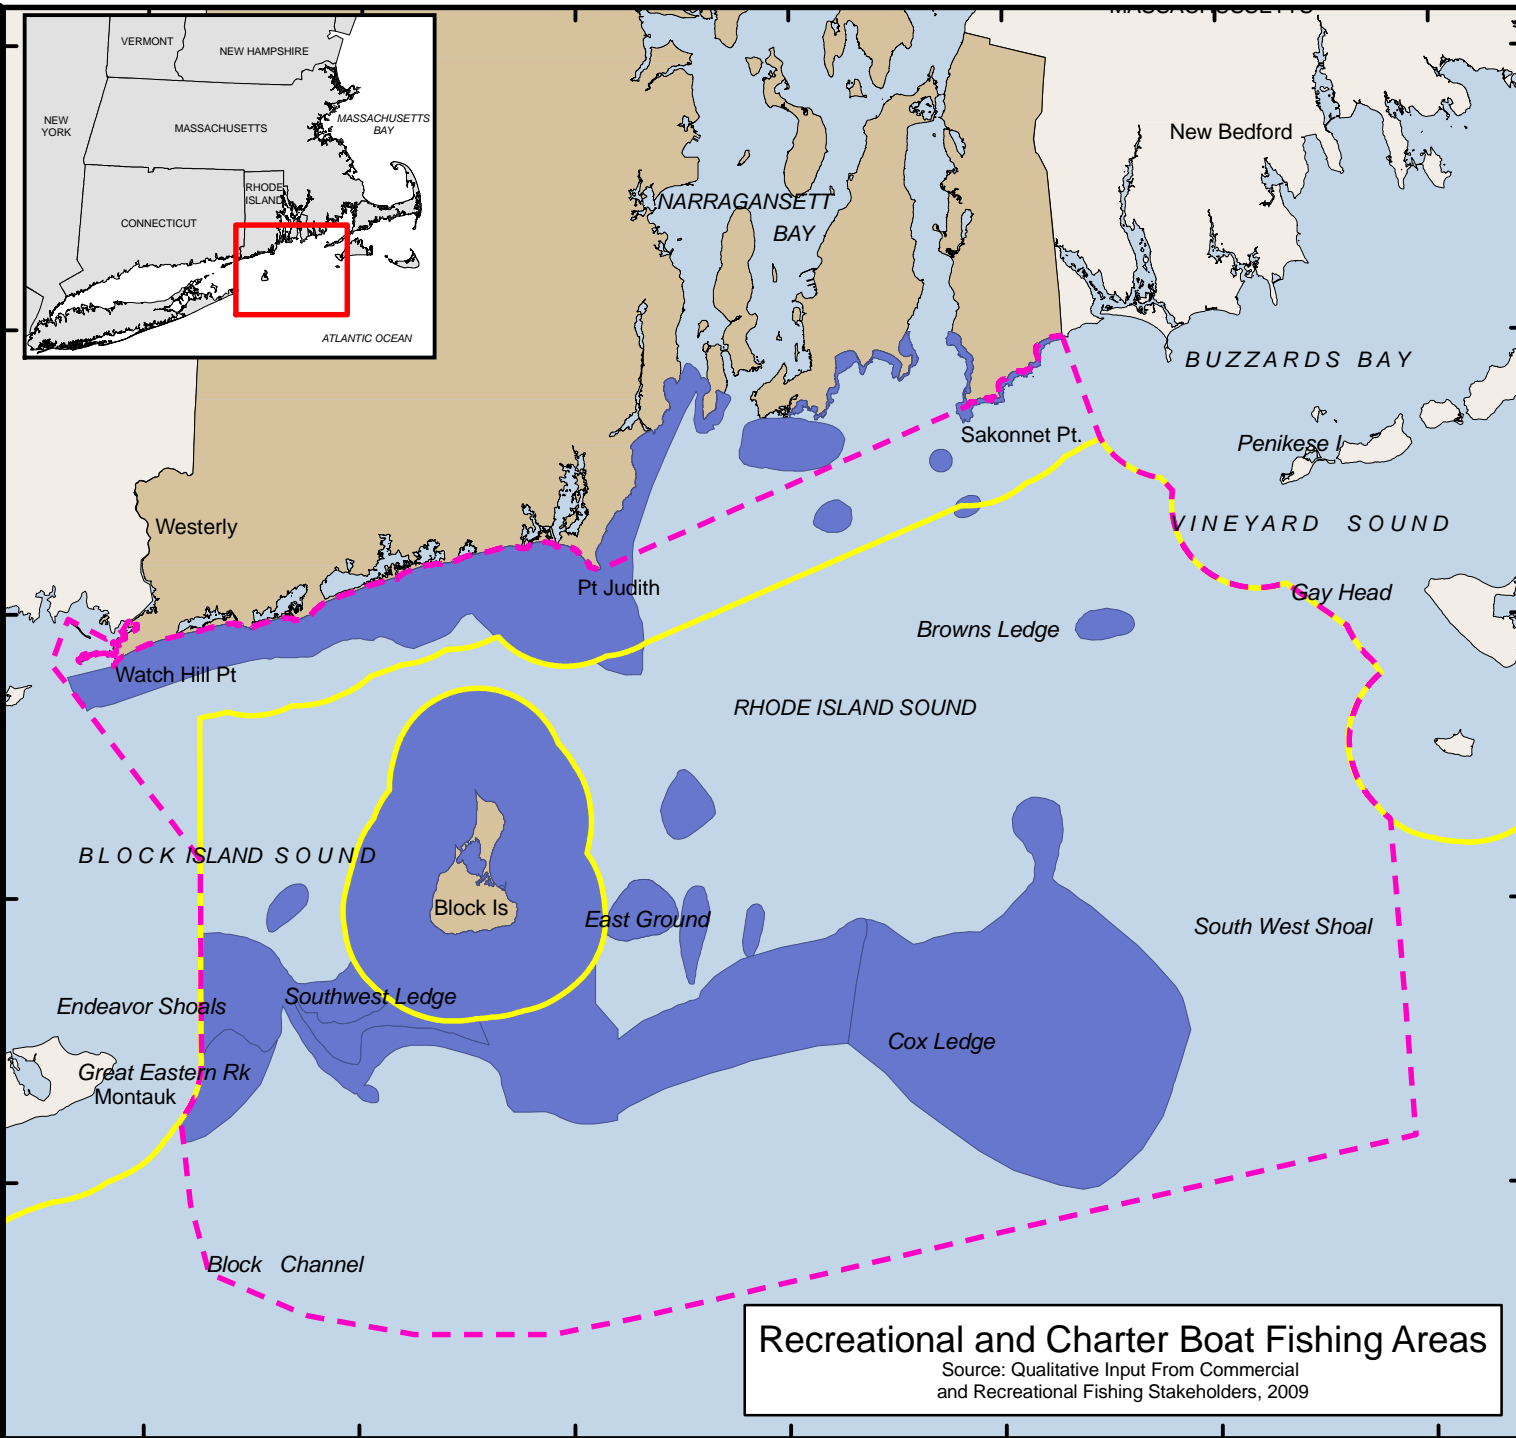 MASSACHUSETTS
VERMONT
NEW HAMPSHIRE
NEW
YORK
MASSACHUSETTS
MASSACHUSETTS
BAY
RHODE
ISLAND
CONNECTICUT
ATLANTIC OCEAN
New Bedford
NARRAGANSETT
BAY
BUZZARDS BAY
Sakonnet Pt.
Penikese I
Westerly
VINEYARD SOUND
Pt Judith
Gay Head
Browns Ledge
Watch Hill Pt
RHODE ISLAND SOUND
BLOCK ISLAND SOUND
Block Is
East Ground
South West Shoal
Endeavor Shoals
Southwest Ledge
Cox Ledge
Great Eastern Rk
Montauk
Block Channel
Recreational and Charter Boat Fishing Areas
Source: Qualitative Input From Commercial
and Recreational Fishing Stakeholders, 2009